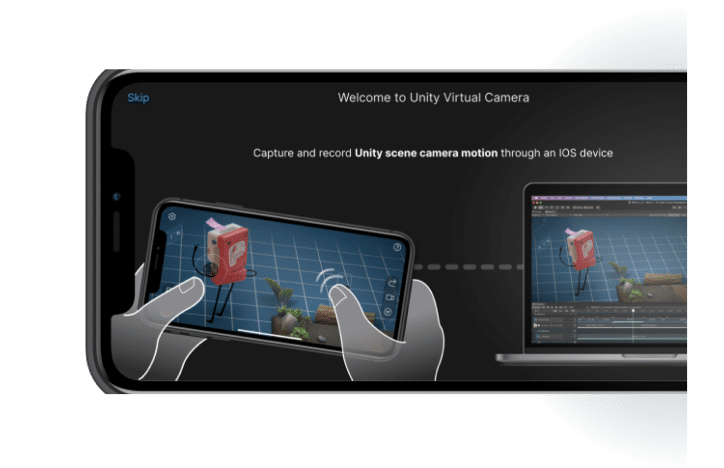 Skip
Welcome to Unity Virtual Camera
Capture and record Unity scene camera motion through an IOS device